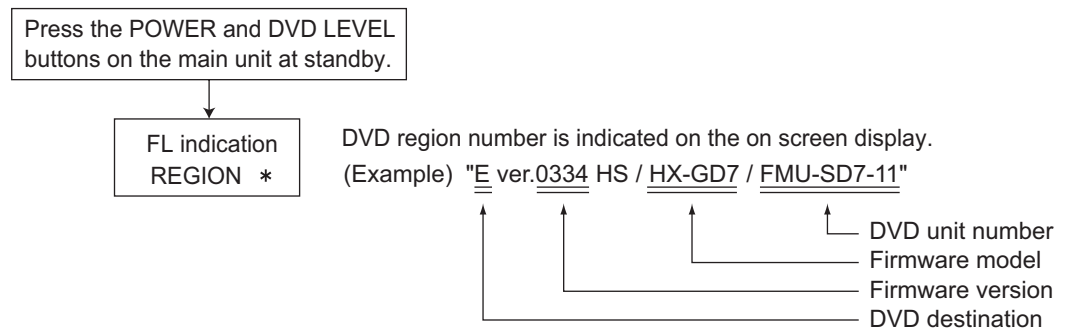 Press the POWER and DVD LEVEL
buttons on the main unit at standby.
FL indication
REGION *
DVD region number is indicated on the on screen display.
(Example) "E ver.0334 HS / HX-GD7 / FMU-SD7-11"
DVD unit number
Firmware model
Firmware version
DVD destination